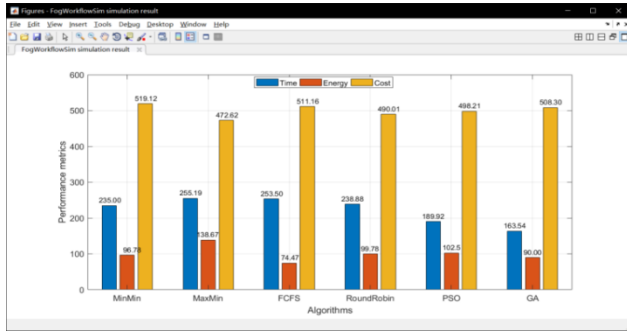 Figures - FogWorkflowSim simulation result
File Edit View Insert Tools Debug Desktop Window Help
FogWorkflowSim simulation result
Time Energy Cost
Performance metrics
600
500
400
300
200
100
0
235.00 96.78 519.12
255.19 138.67 472.62
253.50 74.47 511.16
238.88 99.78 490.01
189.92 102.5 498.21
163.54 90.00 508.30
MinMin MaxMin FCFS RoundRobin PSO GA
Algorithms